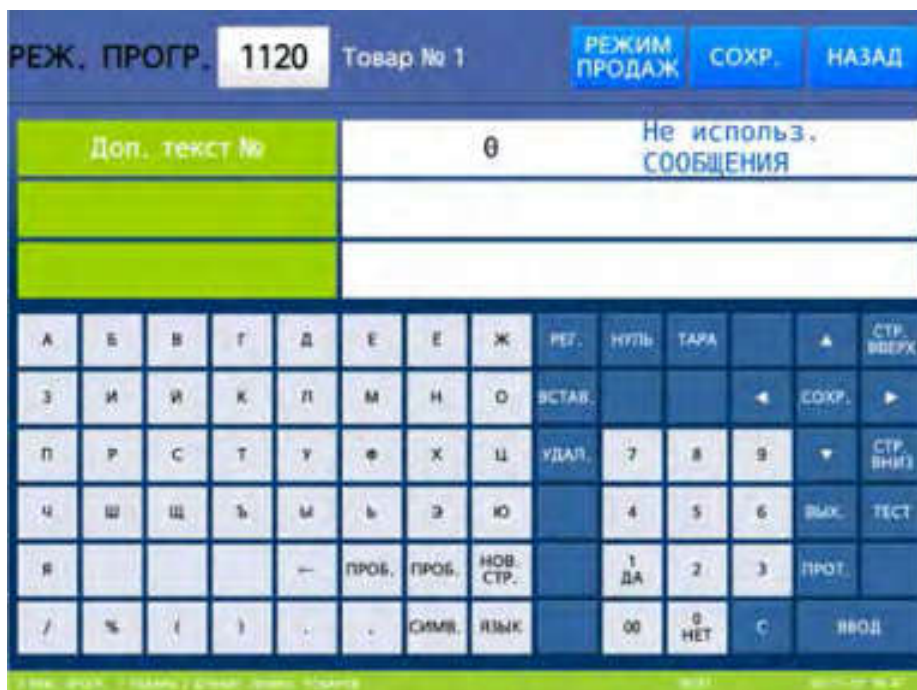 РЕЖ. ПРОГР. 1120 Товар № 1 РЕЖИМ ПРОДАЖ СОХР. НАЗАД
Доп. текст № 0 Не использ.
СООБЩЕНИЯ
А Б В Г Д Е Ё Ж РЕГ. НУЛЬ ТАРА ▲ СТР. ВВЕРХ
З И Й К Л М Н О ВСТАВ. ◄ СОХР. ►
П Р С Т У Ф Х Ц УДАЛ. 7 8 9 ▼ СТР. ВНИЗ
Ч Ш Щ Ъ Ы Ь Э Ю 4 5 6 ВЫХ. ТЕСТ
Я ← ПРОБ. ПРОБ. НОВ. СТР. 1 ДА 2 3 ПРОТ.
/ % ( ) СИМВ. ЯЗЫК 00 0 НЕТ C ВВОД